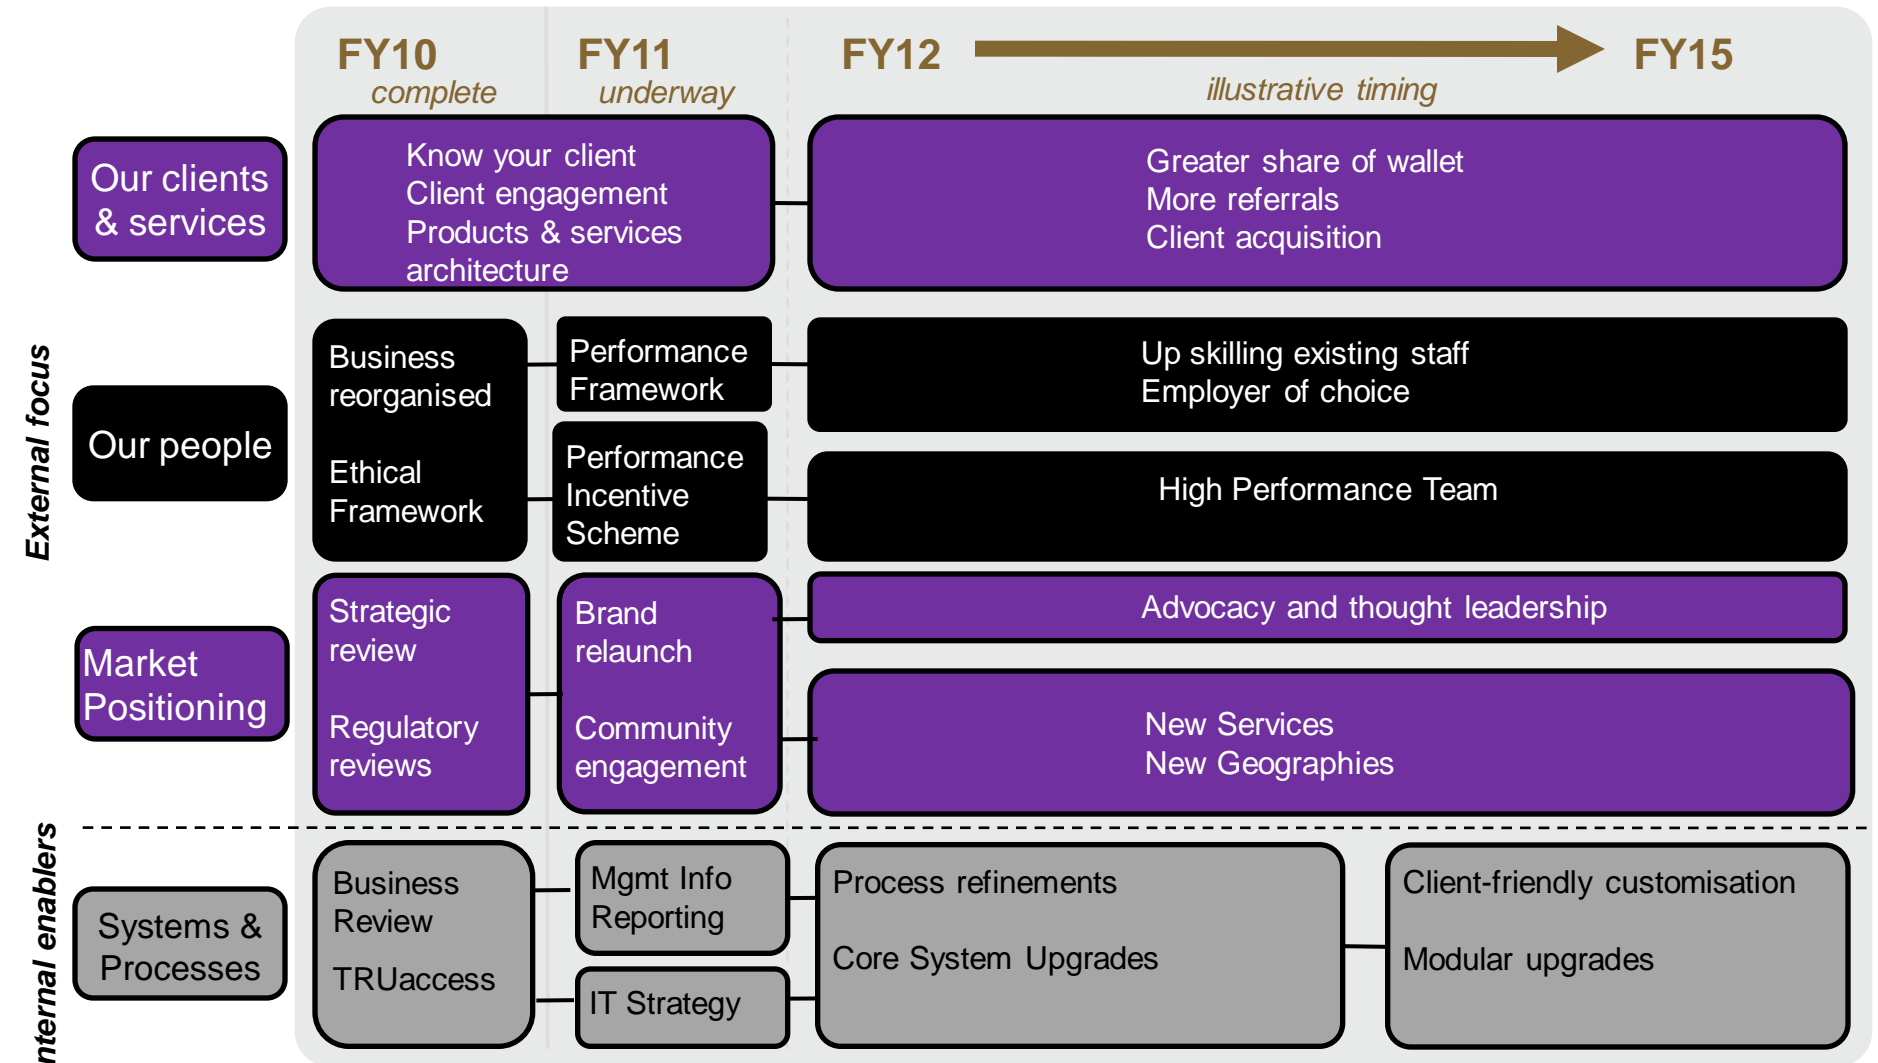 FY10
FY11
FY12
FY15
complete
underway
illustrative timing
Our clients
& services
Know your client
Client engagement
Products & services
architecture
Greater share of wallet
More referrals
Client acquisition
External focus
Our people
Business
reorganised
Ethical
Framework
Performance
Framework
Performance
Incentive
Scheme
Up skilling existing staff
Employer of choice
High Performance Team
Market
Positioning
Strategic
review
Regulatory
reviews
Brand
relaunch
Community
engagement
Advocacy and thought leadership
New Services
New Geographies
nternal enablers
Systems &
Processes
Business
Review
TRUaccess
Mgmt Info
Reporting
IT Strategy
Process refinements
Core System Upgrades
Client-friendly customisation
Modular upgrades